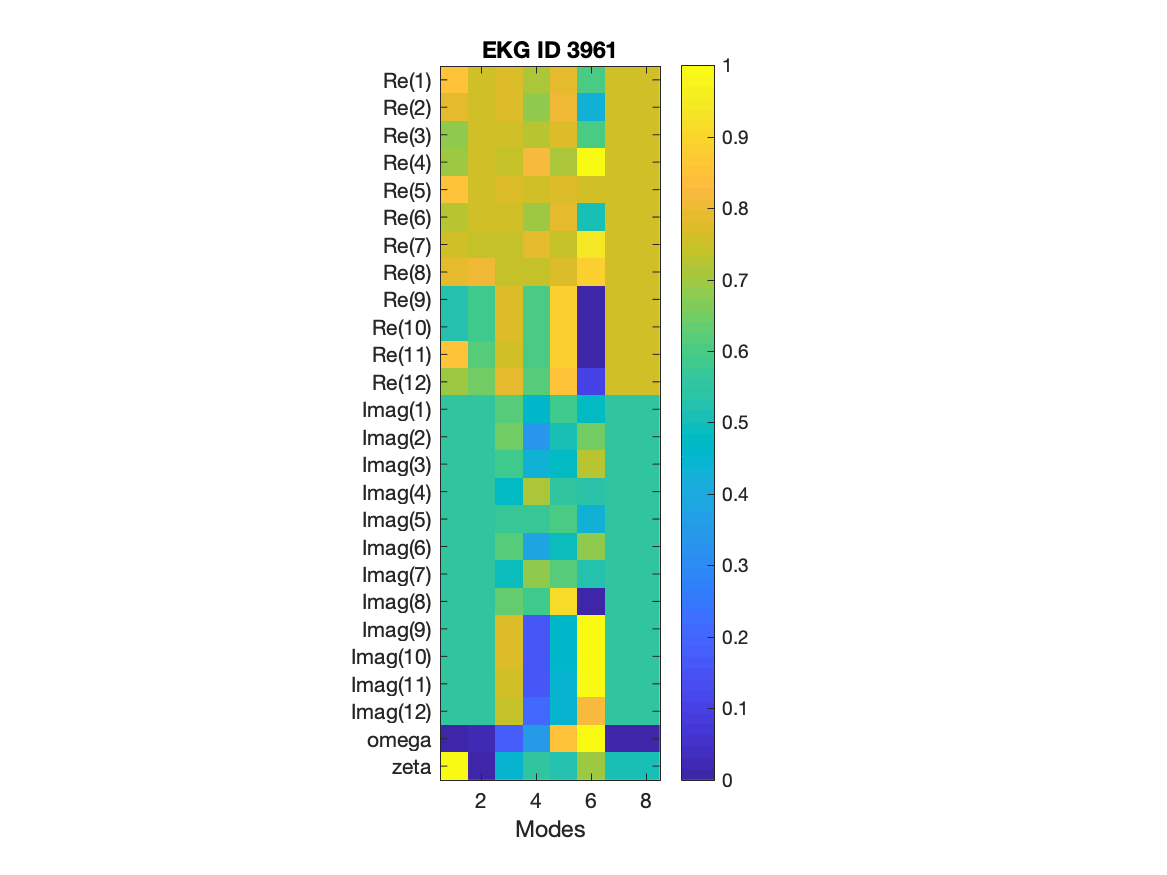 EKG ID 3961
Re(1)
Re(2)
Re(3)
Re(4)
Re(5)
Re(6)
Re(7)
Re(8)
Re(9)
Re(10)
Re(11)
Re(12)
Imag(1)
Imag(2)
Imag(3)
Imag(4)
Imag(5)
Imag(6)
Imag(7)
Imag(8)
Imag(9)
Imag(10)
Imag(11)
Imag(12)
omega
zeta
2 4 6 8
Modes
1
0.9
0.8
0.7
0.6
0.5
0.4
0.3
0.2
0.1
0